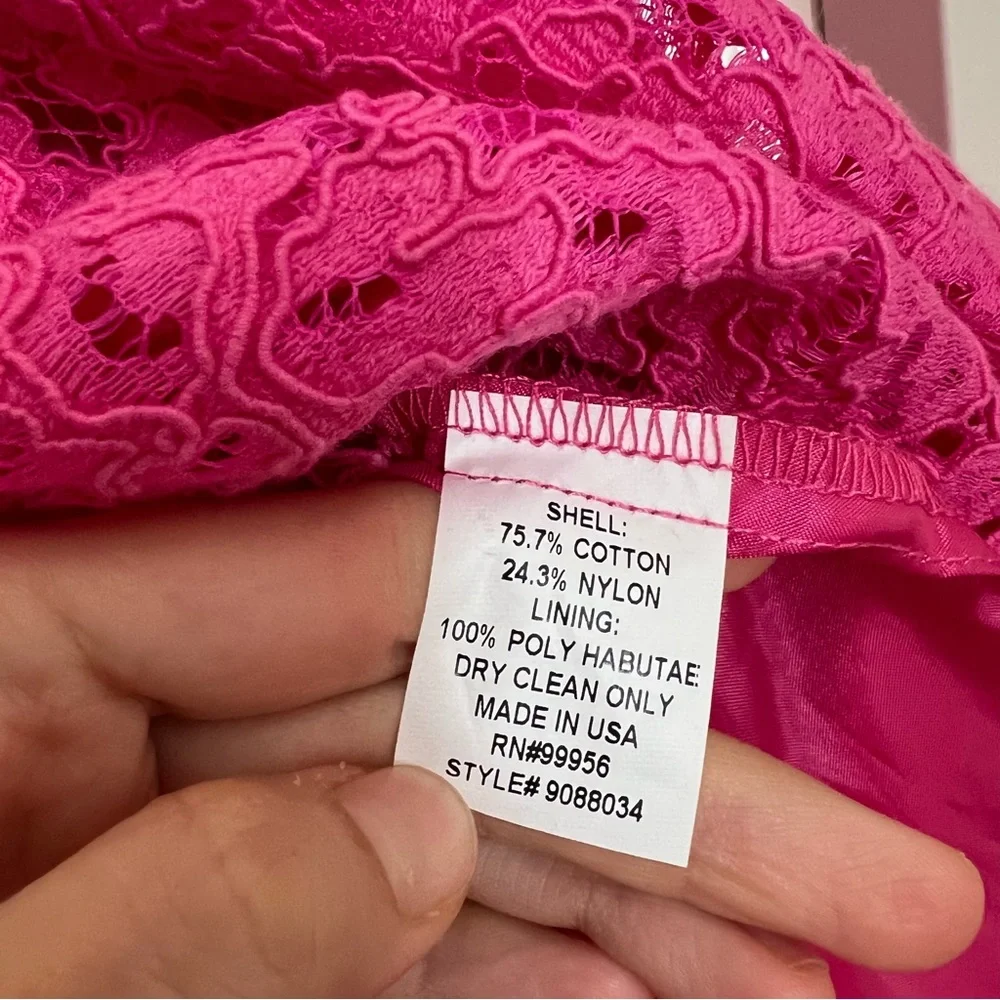 SHELL:
75.7% COTTON
24.3% NYLON
LINING:
100% POLY HABUTAE
DRY CLEAN ONLY
MADE IN USA
RN#99956
STYLE# 9088034